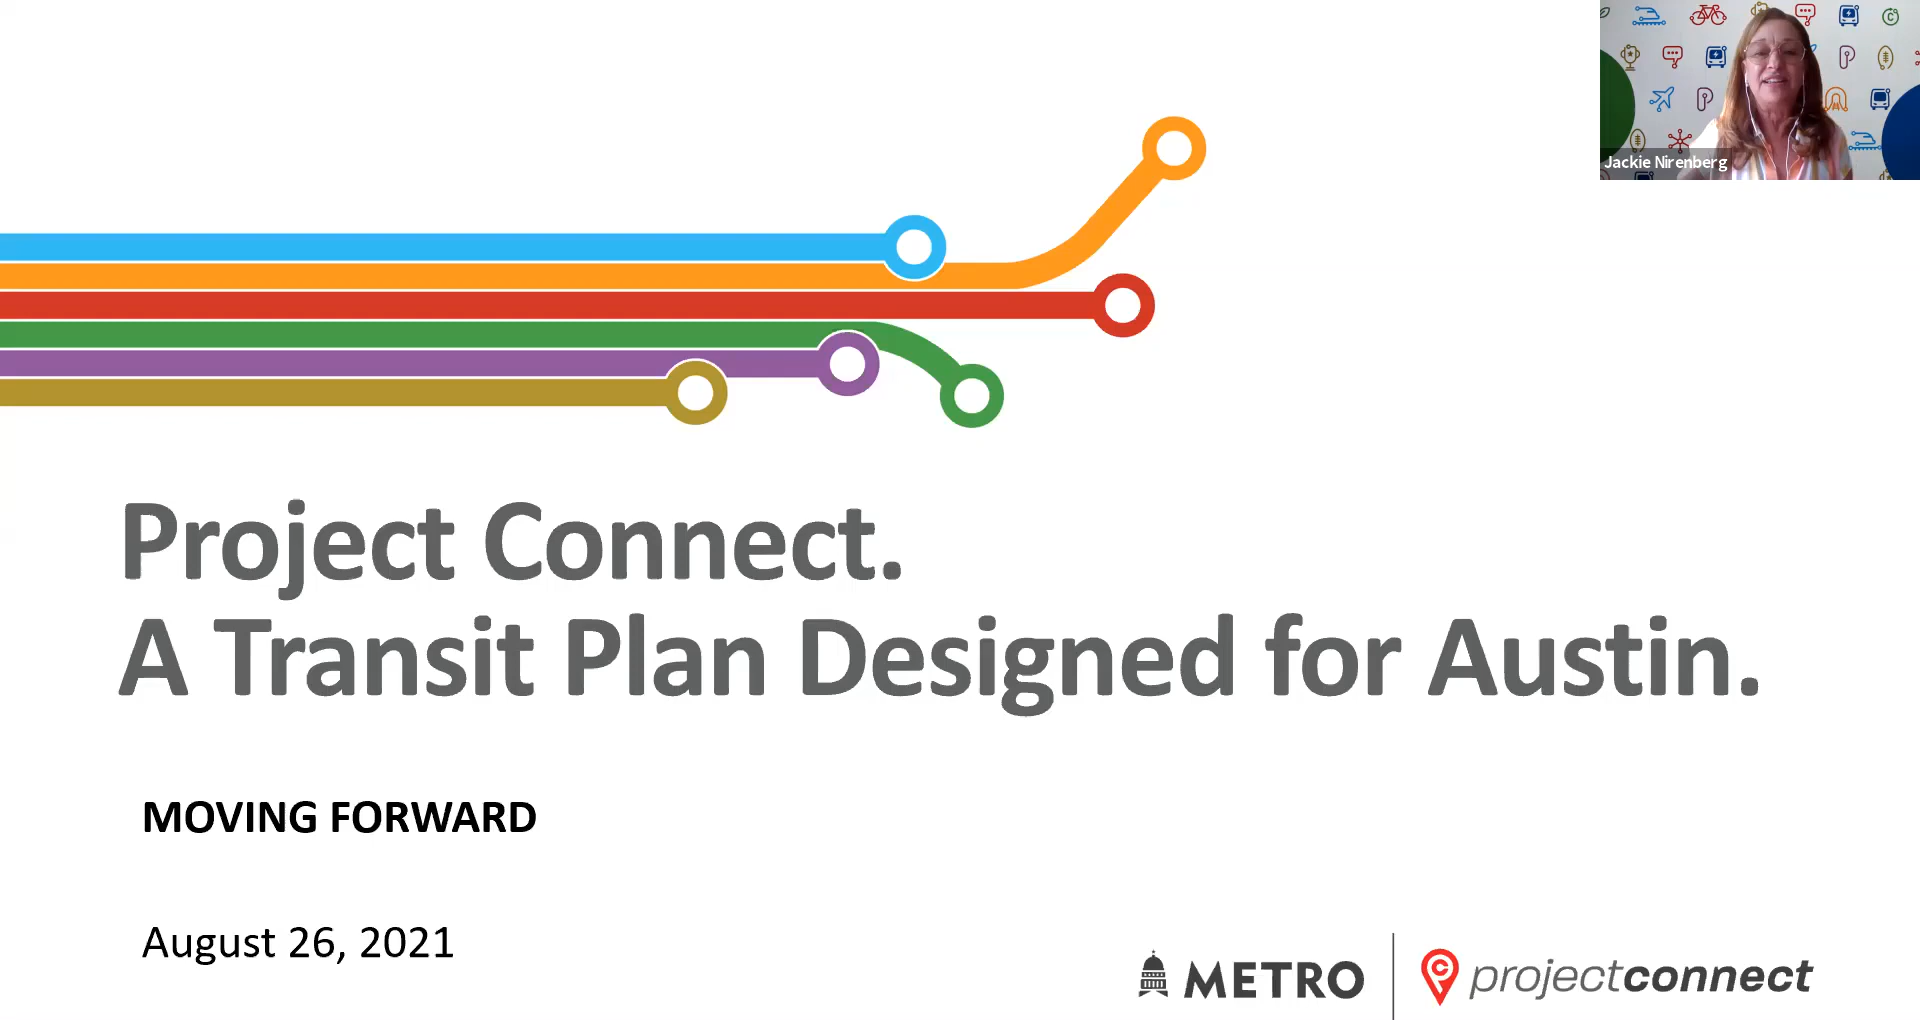 Jackie Nirenberg
Project Connect.
A Transit Plan Designed for Austin.
MOVING FORWARD
August 26, 2021
METRO
projectconnect